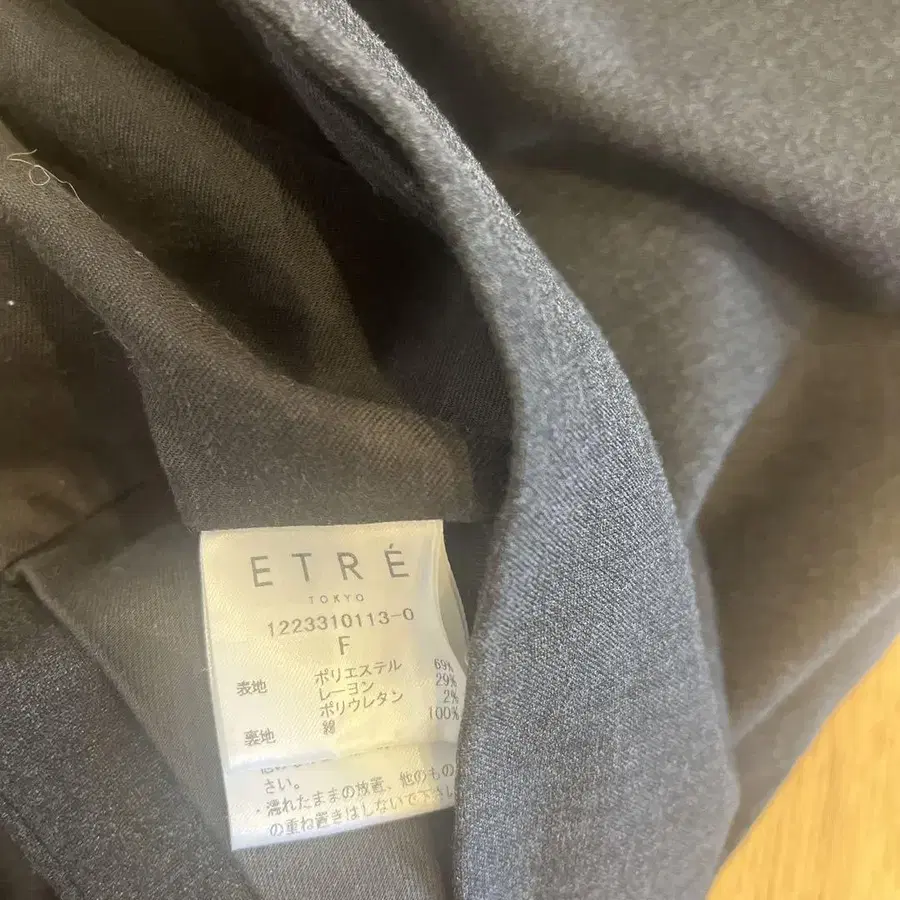 ETRÉ
TOKYO
1223310113-0
F
表地 ポリエステル 69%
レーヨン 29%
ポリウレタン 2%
裏地 綿 100%
さい。
・濡れたままの放置、他のもの
の重ね置きはしないで下さい